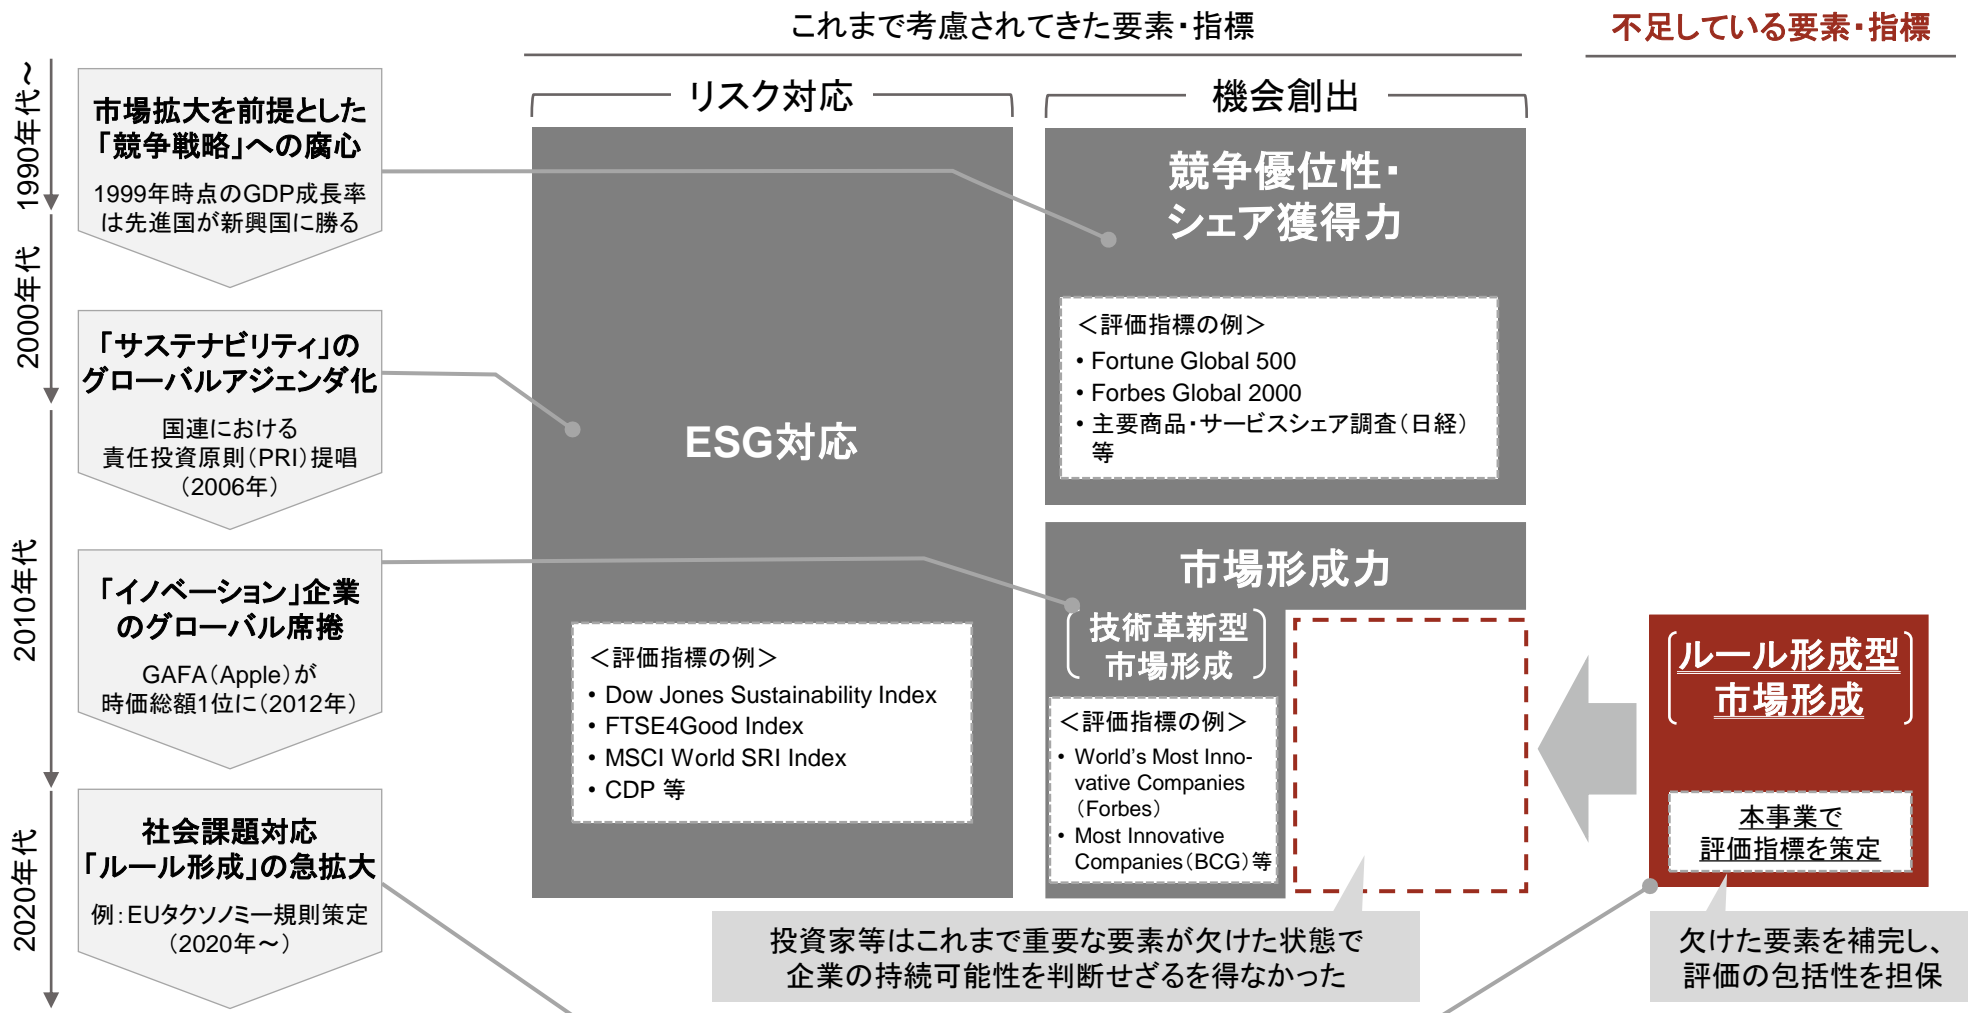 これまで考慮されてきた要素・指標
不足している要素・指標
リスク対応
機会創出
1990年代～
2000年代
2010年代
2020年代
市場拡大を前提とした
「競争戦略」への腐心
1999年時点のGDP成長率
は先進国が新興国に勝る
「サステナビリティ」の
グローバルアジェンダ化
国連における
責任投資原則（PRI）提唱
（2006年）
「イノベーション」企業
のグローバル席捲
GAFA（Apple）が
時価総額1位に（2012年）
社会課題対応
「ルール形成」の急拡大
例：EUタクソノミー規則策定
（2020年～）
ESG対応
＜評価指標の例＞
• Dow Jones Sustainability Index
• FTSE4Good Index
• MSCI World SRI Index
• CDP 等
競争優位性・
シェア獲得力
＜評価指標の例＞
• Fortune Global 500
• Forbes Global 2000
• 主要商品・サービスシェア調査（日経）
等
市場形成力
技術革新型
市場形成
＜評価指標の例＞
• World’s Most Inno-
vative Companies
（Forbes）
• Most Innovative
Companies（BCG）等
ルール形成型
市場形成
本事業で
評価指標を策定
投資家等はこれまで重要な要素が欠けた状態で
企業の持続可能性を判断せざるを得なかった
欠けた要素を補完し、
評価の包括性を担保